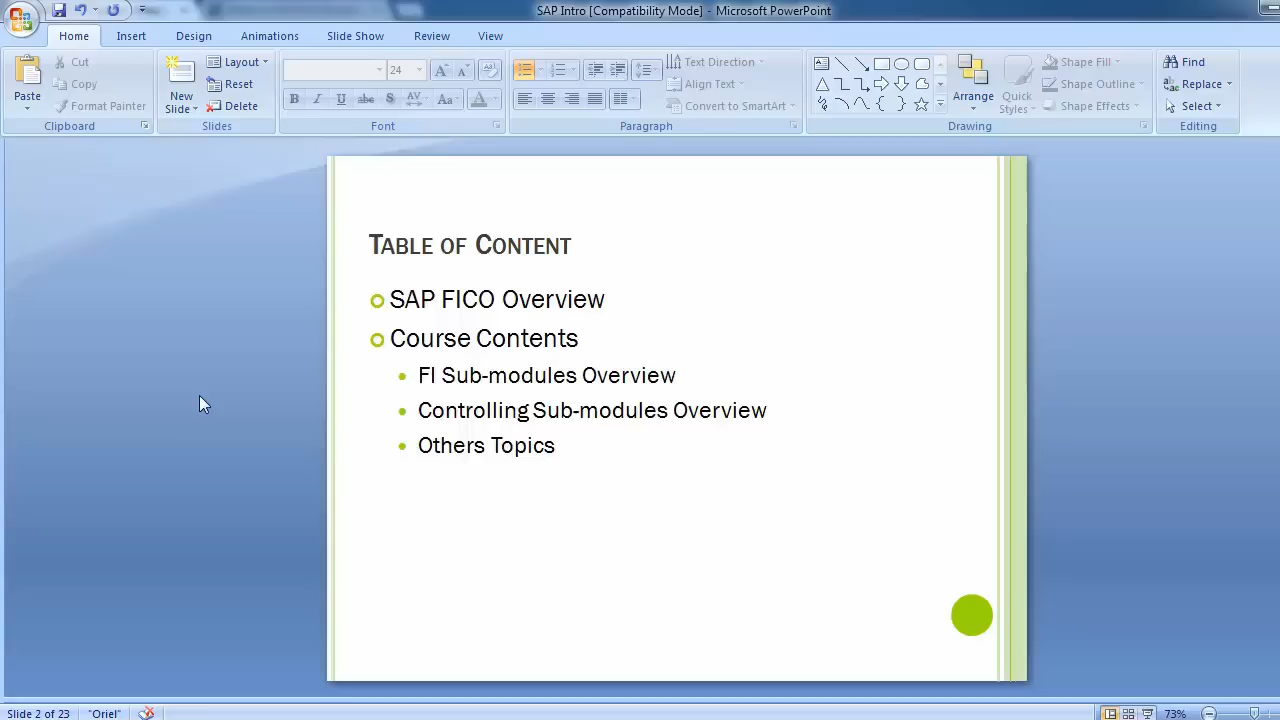 SAP Intro [Compatibility Mode] - Microsoft PowerPoint
Home Insert Design Animations Slide Show Review View
Paste Cut Copy Format Painter
Clipboard
New Slide Layout Reset Delete
Slides
24
B I U abc S AV Aa A
Font
Text Direction
Align Text
Convert to SmartArt
Paragraph
Arrange Quick Styles Shape Fill Shape Outline Shape Effects
Drawing
Find
Replace
Select
Editing
TABLE OF CONTENT
SAP FICO Overview
Course Contents
FI Sub-modules Overview
Controlling Sub-modules Overview
Others Topics
Slide 2 of 23 "Oriel" 73%